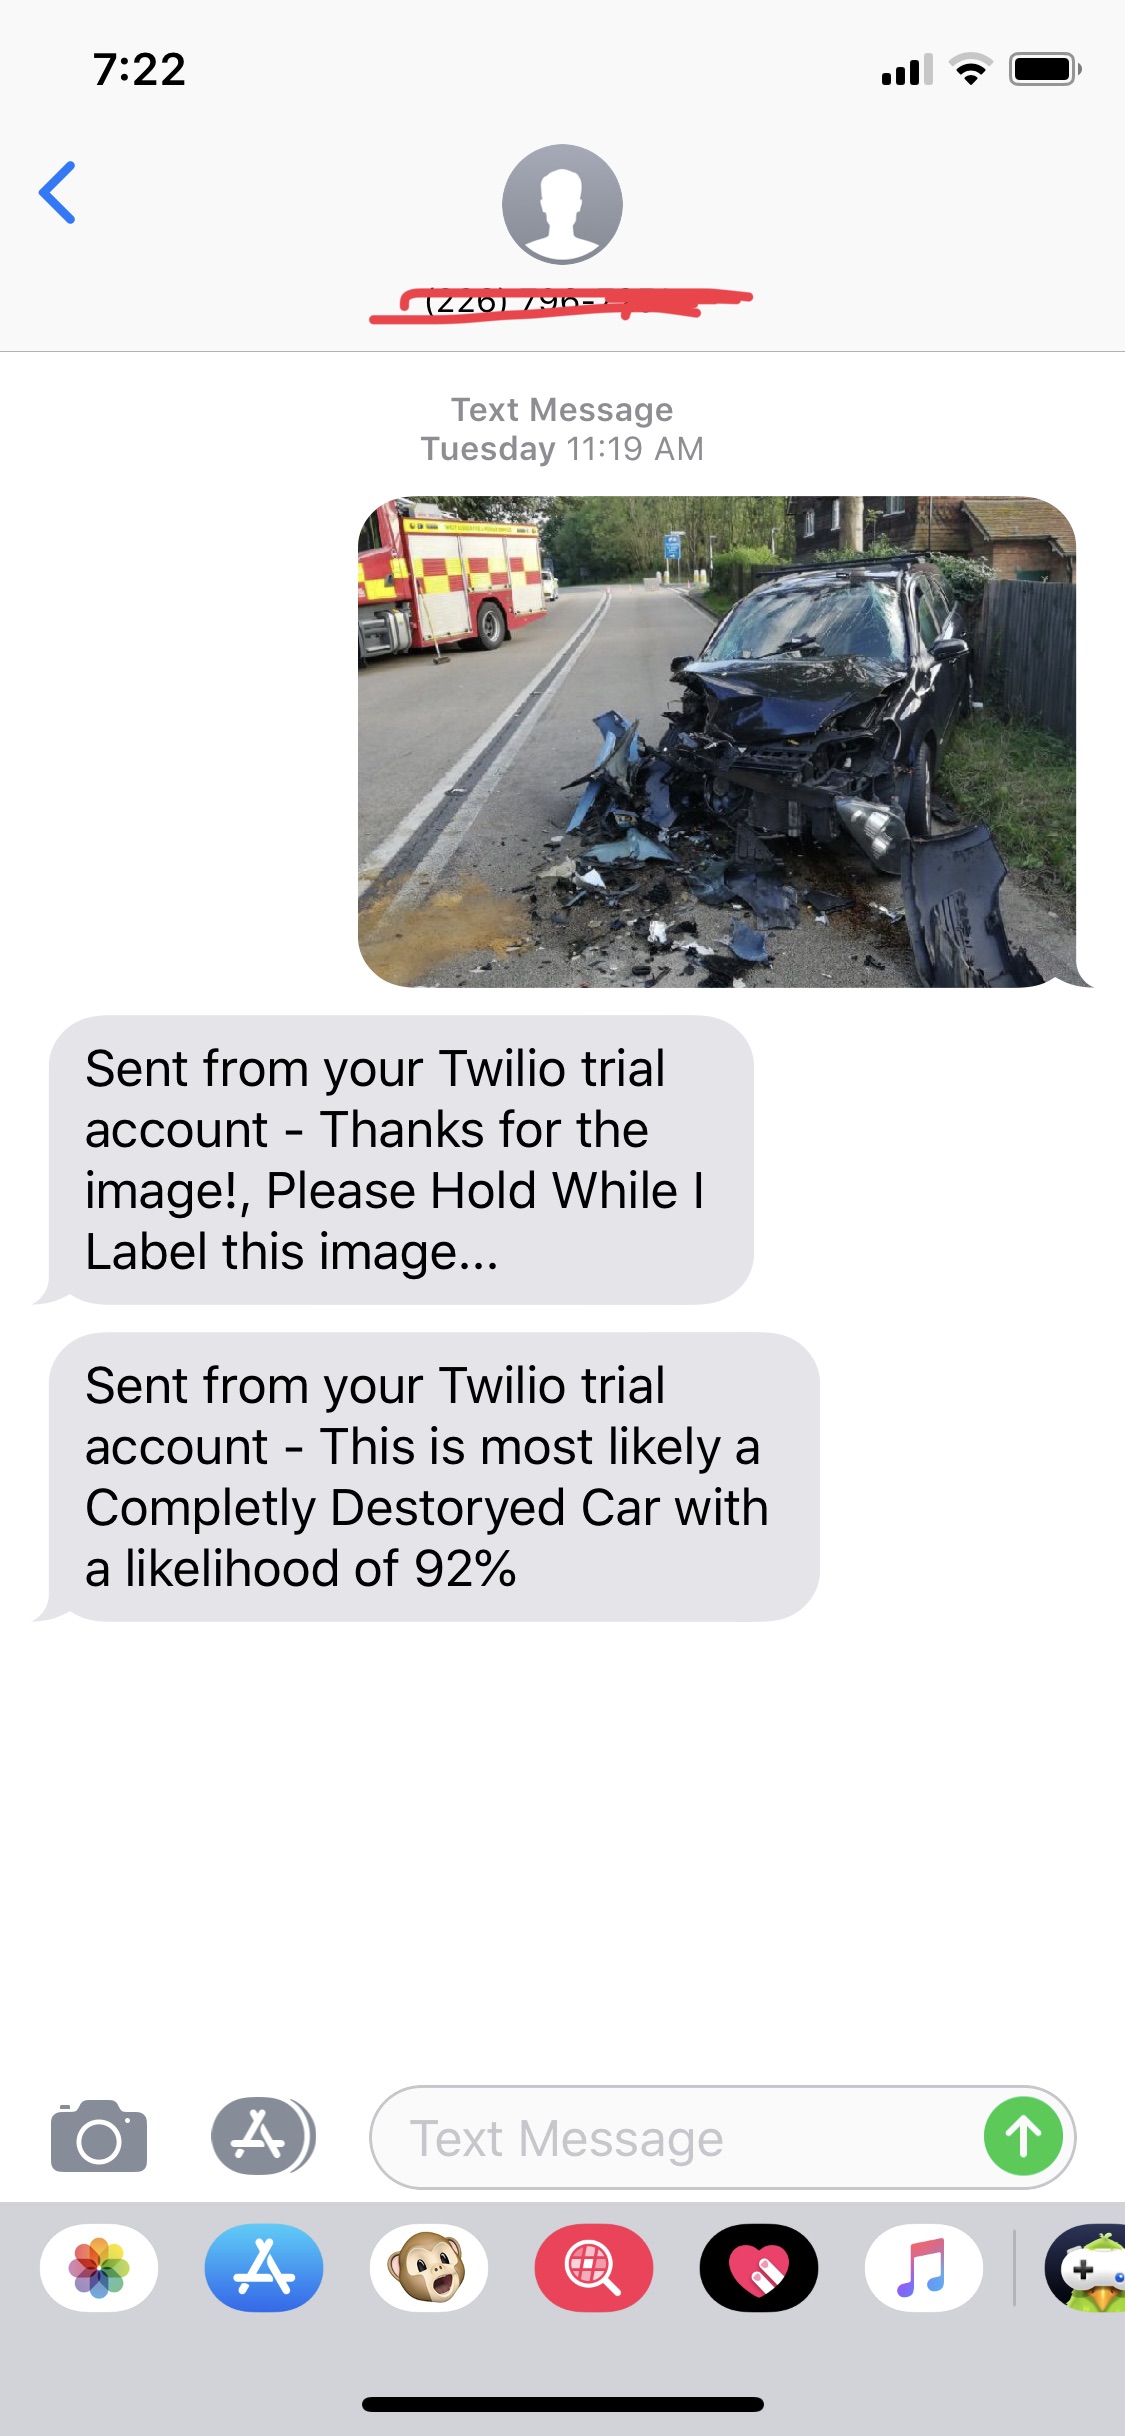 7:22
(226) 796-
Text Message
Tuesday 11:19 AM
Sent from your Twilio trial
account - Thanks for the
image!, Please Hold While I
Label this image...
Sent from your Twilio trial
account - This is most likely a
Completly Destoryed Car with
a likelihood of 92%
Text Message